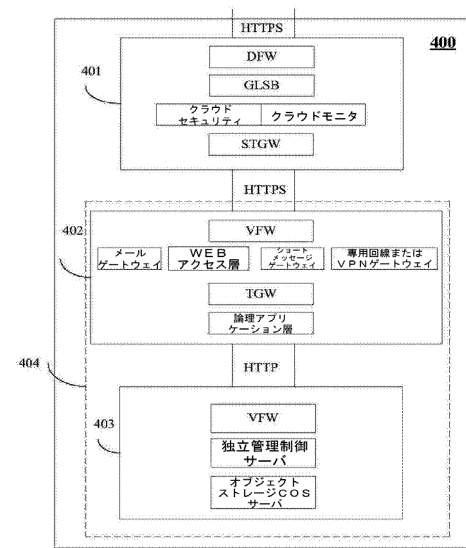 HTTPS
400
401
DFW
GLSB
クラウド
セキュリティ
クラウドモニタ
STGW
HTTPS
402
VFW
メール
ゲートウェイ
WEB
アクセス層
ショート
メッセージ
ゲートウェイ
専用回線または
VPNゲートウェイ
TGW
論理アプリ
ケーション層
404
HTTP
403
VFW
独立管理制御
サーバ
オブジェクト
ストレージCOS
サーバ